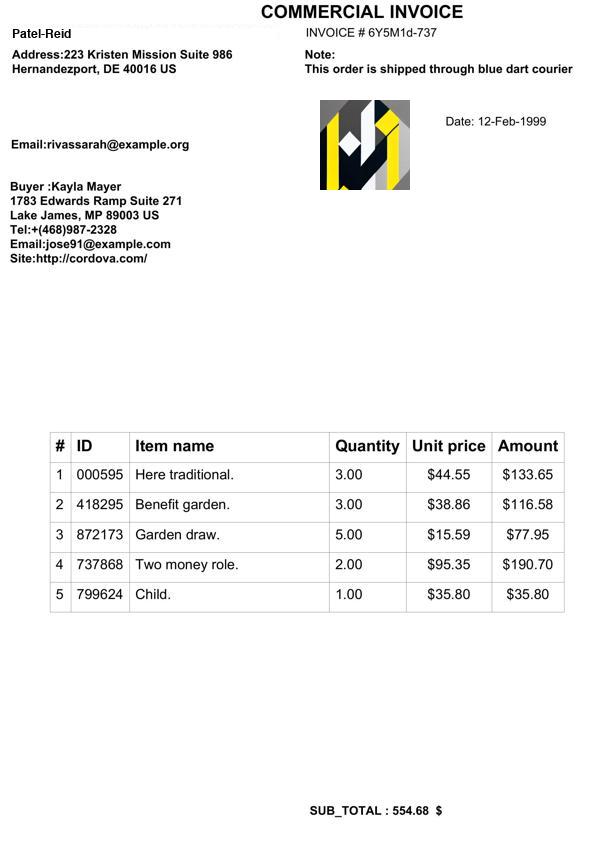 COMMERCIAL INVOICE
Patel-Reid
INVOICE # 6Y5M1d-737
Address:223 Kristen Mission Suite 986
Hernandezport, DE 40016 US
Note:
This order is shipped through blue dart courier
Date: 12-Feb-1999
Email:rivassarah@example.org
Buyer :Kayla Mayer
1783 Edwards Ramp Suite 271
Lake James, MP 89003 US
Tel:+(468)987-2328
Email:jose91@example.com
Site:http://cordova.com/
# ID Item name Quantity Unit price Amount
1 000595 Here traditional. 3.00 $44.55 $133.65
2 418295 Benefit garden. 3.00 $38.86 $116.58
3 872173 Garden draw. 5.00 $15.59 $77.95
4 737868 Two money role. 2.00 $95.35 $190.70
5 799624 Child. 1.00 $35.80 $35.80
SUB_TOTAL : 554.68 $